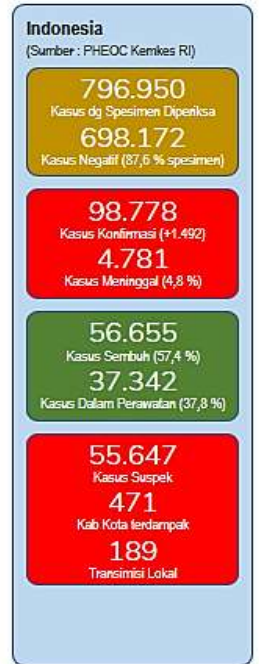 Indonesia
(Sumber : PHEOC Kemkes RI)
796.950
Kasus dg Spesimen Diperiksa
698.172
Kasus Negatif (87,6 % spesimen)
98.778
Kasus Konfirmasi (+1.492)
4.781
Kasus Meninggal (4,8 %)
56.655
Kasus Sembuh (57,4 %)
37.342
Kasus Dalam Perawatan (37,8 %)
55.647
Kasus Suspek
471
Kab Kota terdampak
189
Transimisi Lokal